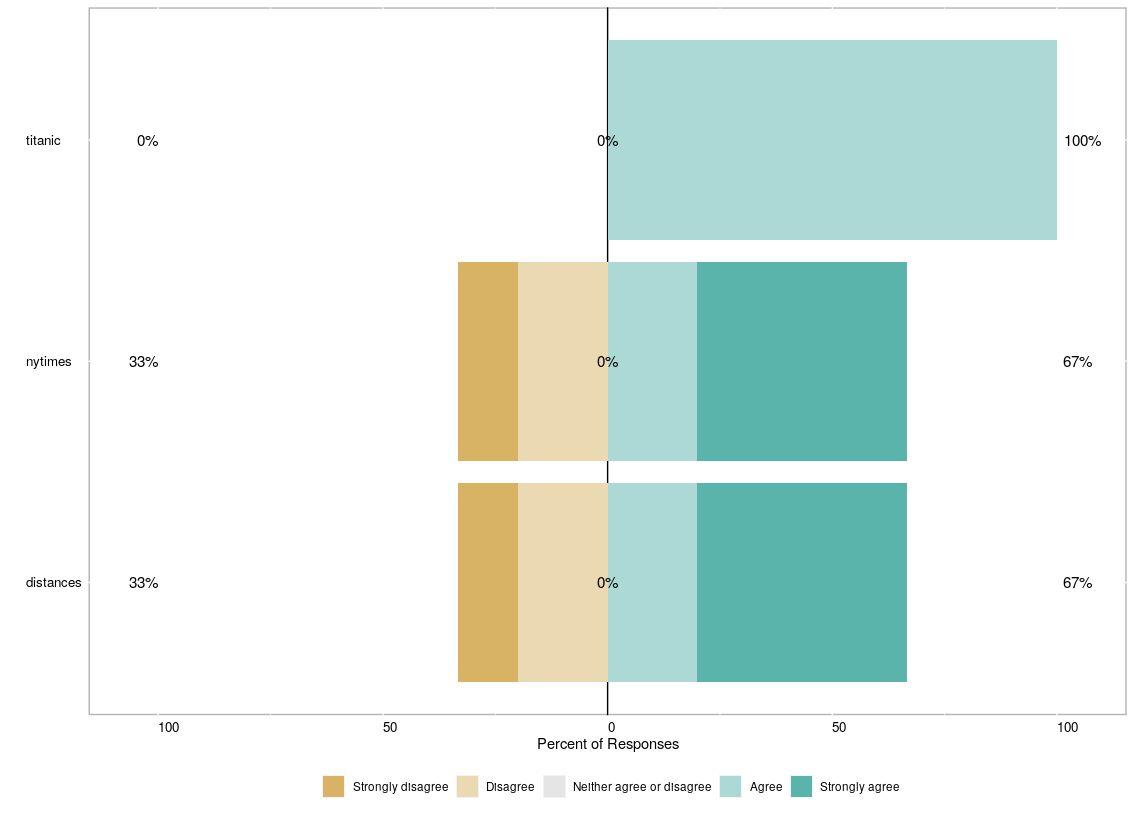 titanic 0% 0% 100%
nytimes 33% 0% 67%
distances 33% 0% 67%
100 50 0 50 100
Percent of Responses
Strongly disagree Disagree Neither agree or disagree Agree Strongly agree